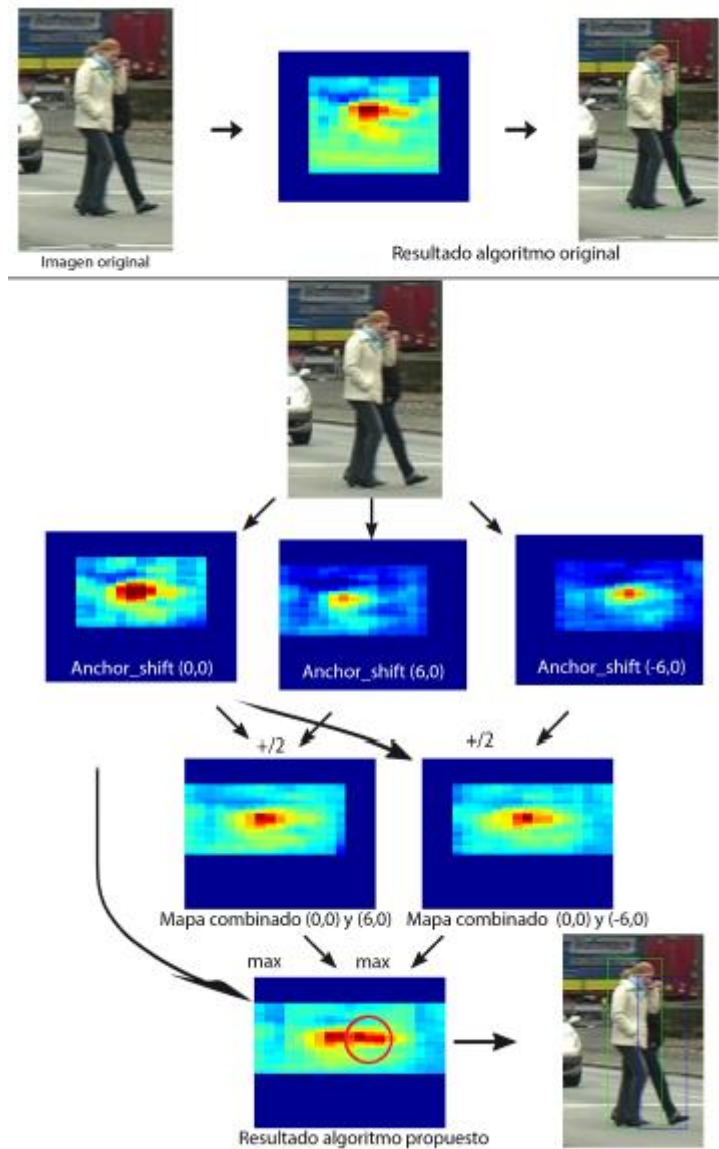 Imagen original
Resultado algoritmo original
Anchor_shift (0,0)
Anchor_shift (6,0)
Anchor_shift (-6,0)
+/2
+/2
Mapa combinado (0,0) y (6,0)
Mapa combinado (0,0) y (-6,0)
max
max
Resultado algoritmo propuesto